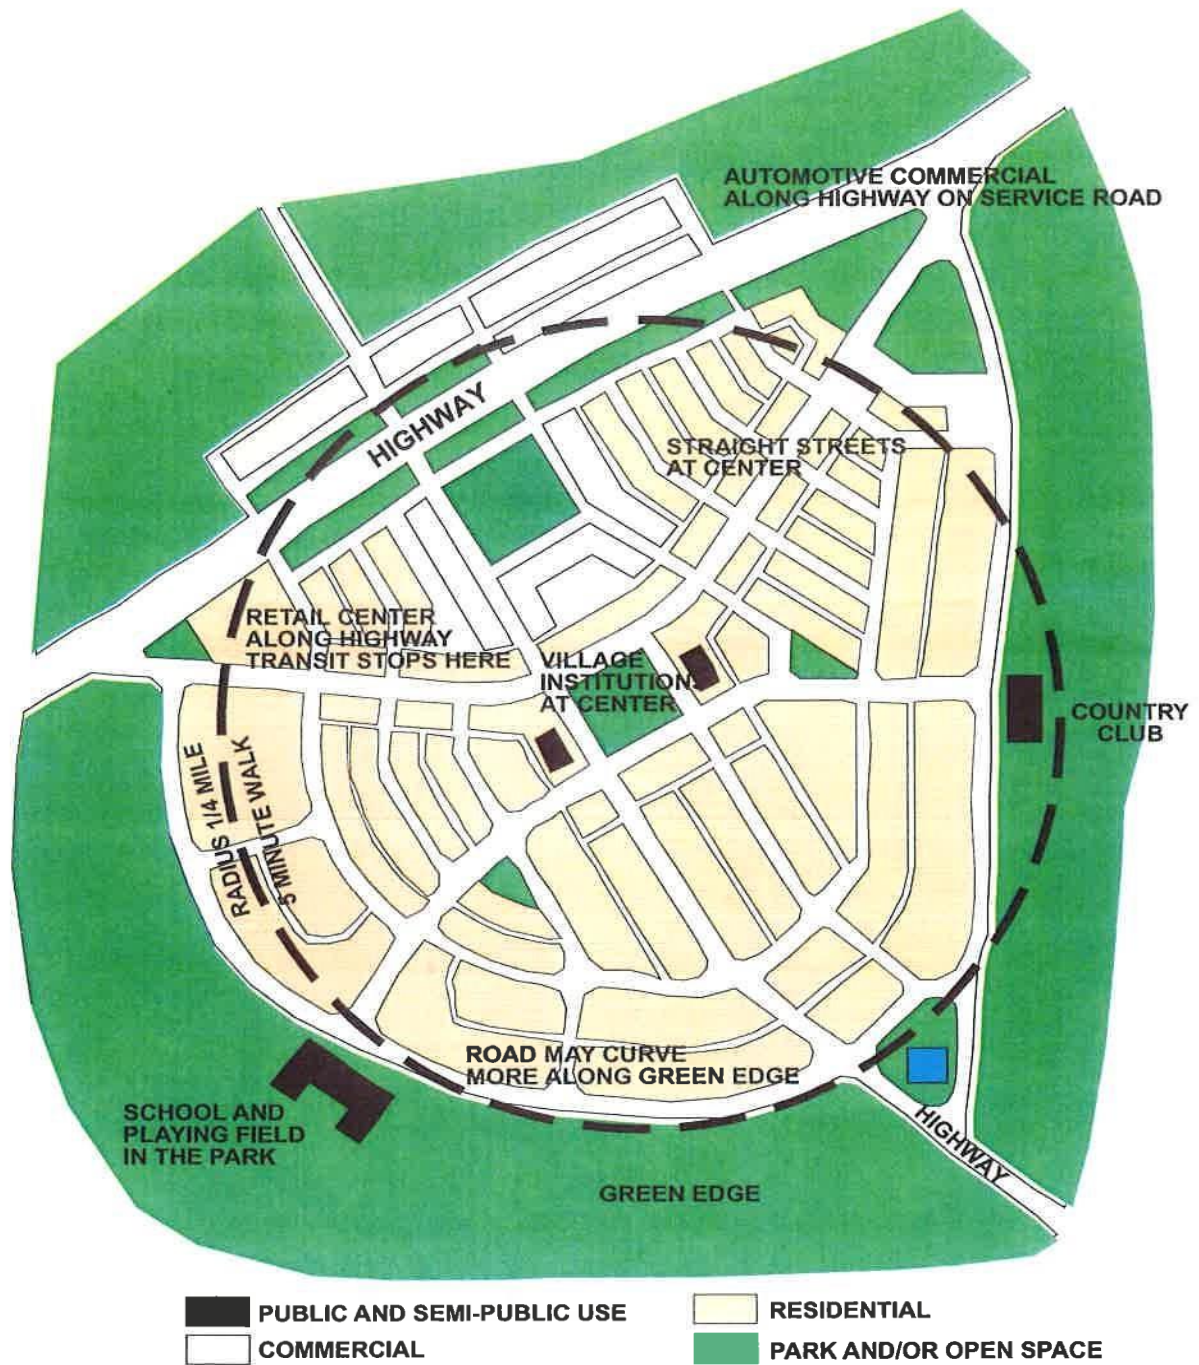 AUTOMOTIVE COMMERCIAL
ALONG HIGHWAY ON SERVICE ROAD
HIGHWAY
STRAIGHT STREETS
AT CENTER
RETAIL CENTER
ALONG HIGHWAY
TRANSIT STOPS HERE
VILLAGE
INSTITUTIONS
AT CENTER
COUNTRY
CLUB
RADIUS 1/4 MILE
5 MINUTE WALK
ROAD MAY CURVE
MORE ALONG GREEN EDGE
SCHOOL AND
PLAYING FIELD
IN THE PARK
HIGHWAY
GREEN EDGE
PUBLIC AND SEMI-PUBLIC USE
RESIDENTIAL
COMMERCIAL
PARK AND/OR OPEN SPACE